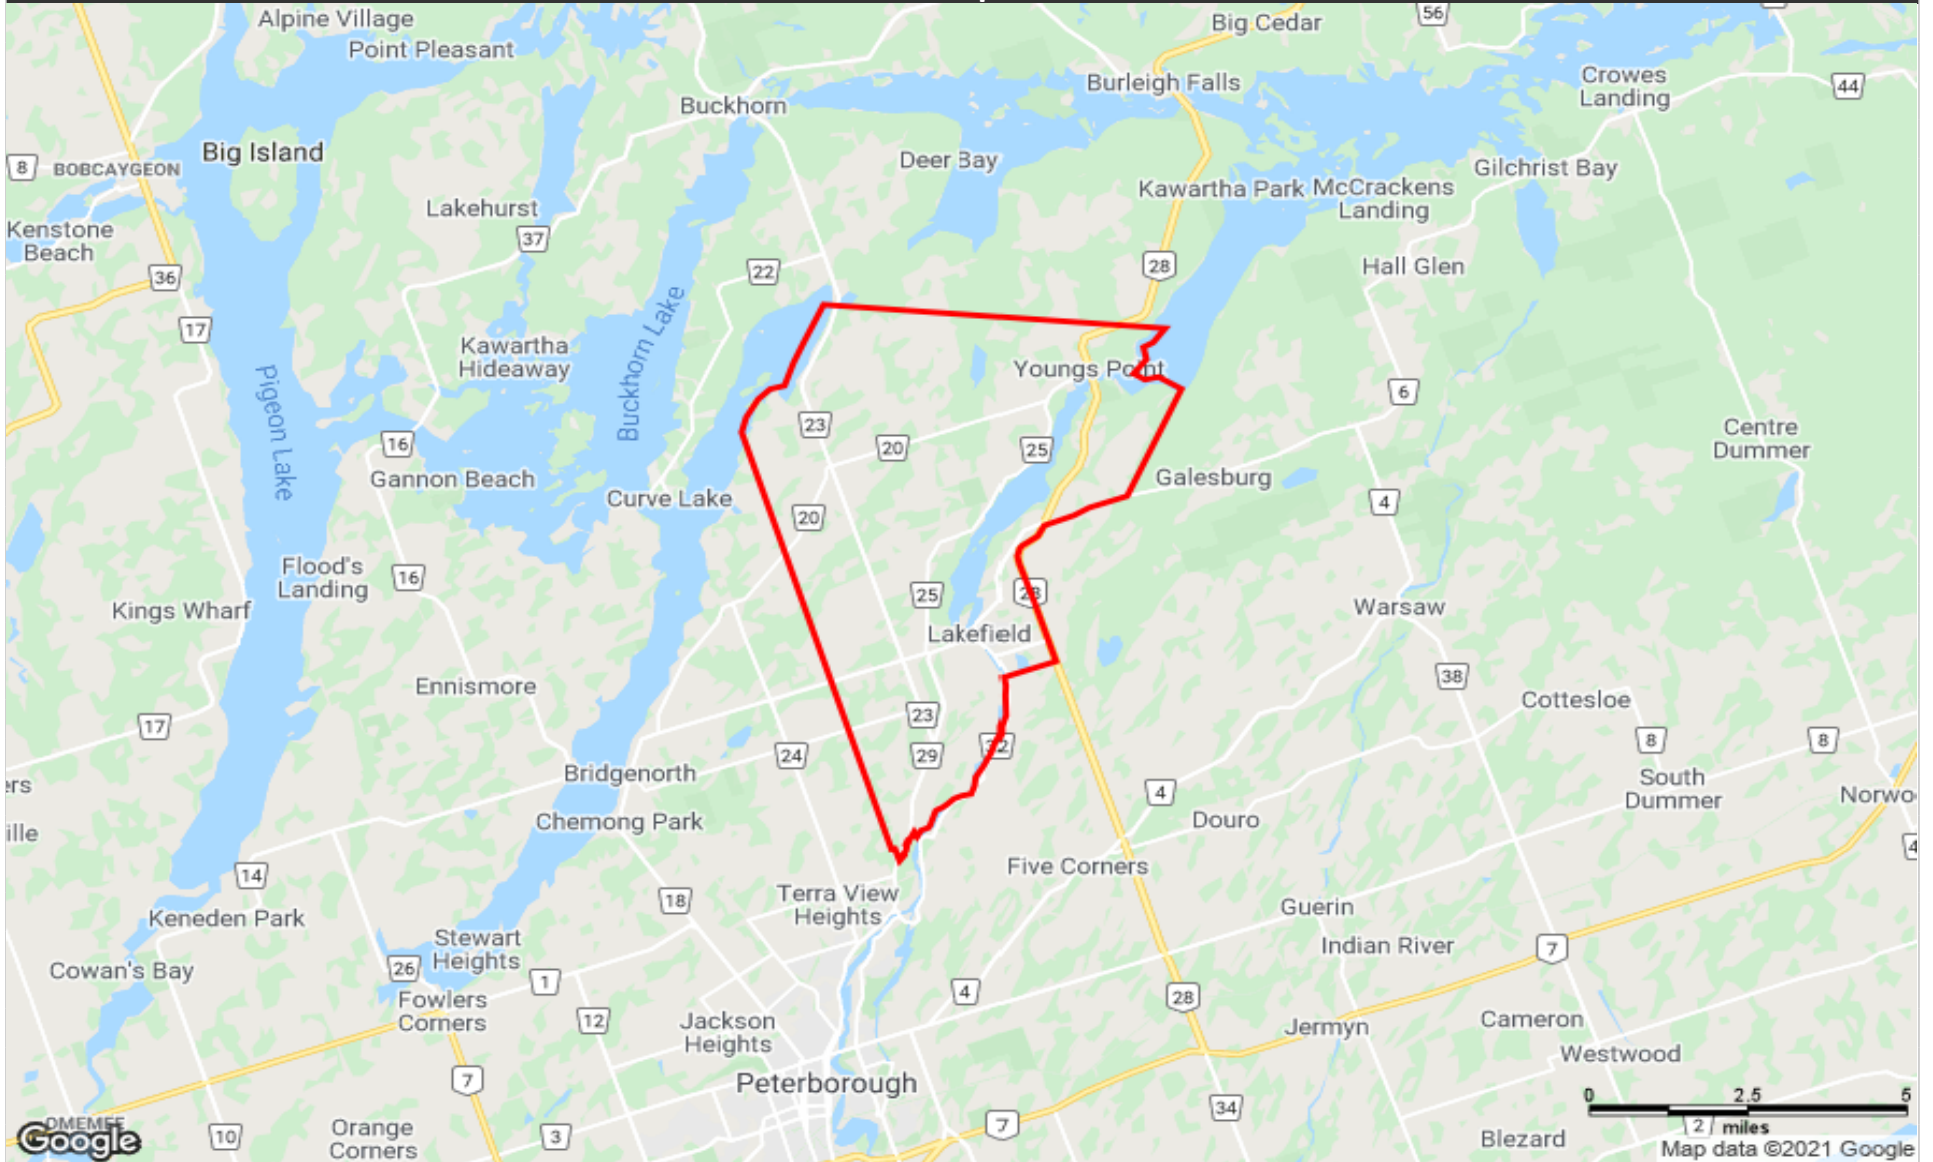 Alpine Village
Big Cedar
56
Point Pleasant
Burleigh Falls
Crowes
Landing
44
Buckhorn
Big Island
8
BOBCAYGEON
Deer Bay
Gilchrist Bay
Kawartha Park
McCrackens
Landing
Lakehurst
37
Kenstone
Beach
36
22
28
Hall Glen
17
Buckhorn Lake
Kawartha
Hideaway
Youngs Point
6
Pigeon Lake
23
20
25
16
Centre
Dummer
Gannon Beach
Curve Lake
Galesburg
4
20
Flood's
Landing
16
25
28
Kings Wharf
Warsaw
Lakefield
Ennismore
38
Cottesloe
17
23
32
8
8
24
29
Bridgenorth
ers
4
South
Dummer
Norwo
Chemong Park
Douro
ille
4
14
Five Corners
18
Terra View
Heights
Keneden Park
Guerin
Stewart
Heights
Indian River
7
Cowan's Bay
26
1
4
28
Fowlers
Corners
12
Jackson
Heights
Jermyn
Cameron
Westwood
7
Peterborough
0
2.5
5
34
OMEMEE
7
2
miles
Google
10
Orange
Corners
3
Blezard
Map data ©2021 Google